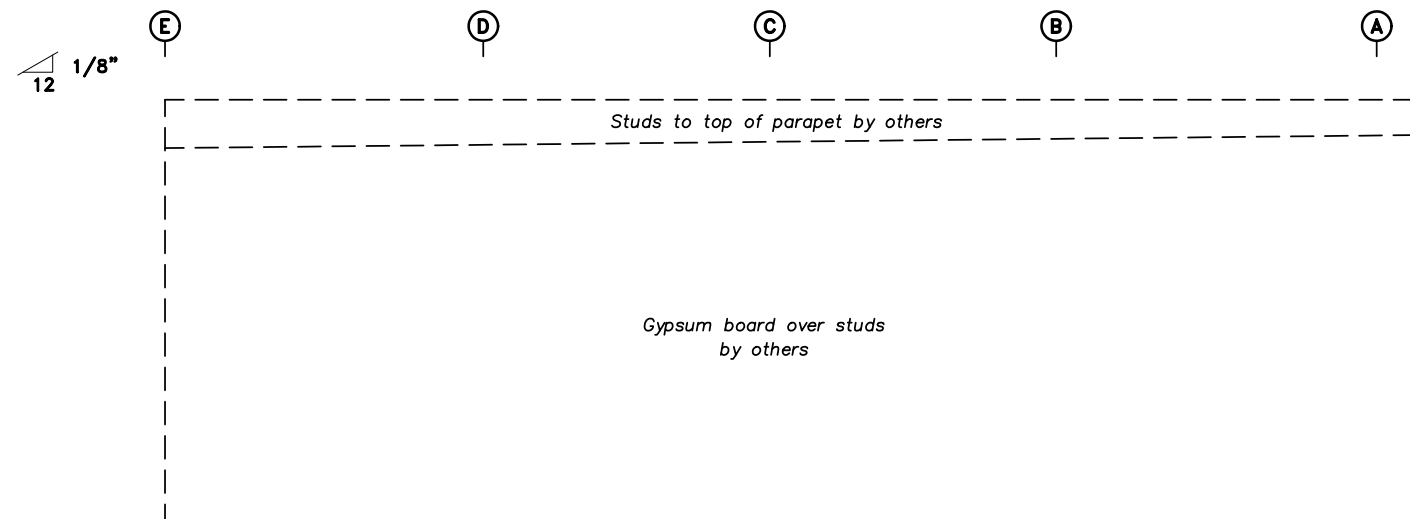 E D C B A
1/8"
12
Studs to top of parapet by others
Gypsum board over studs
by others